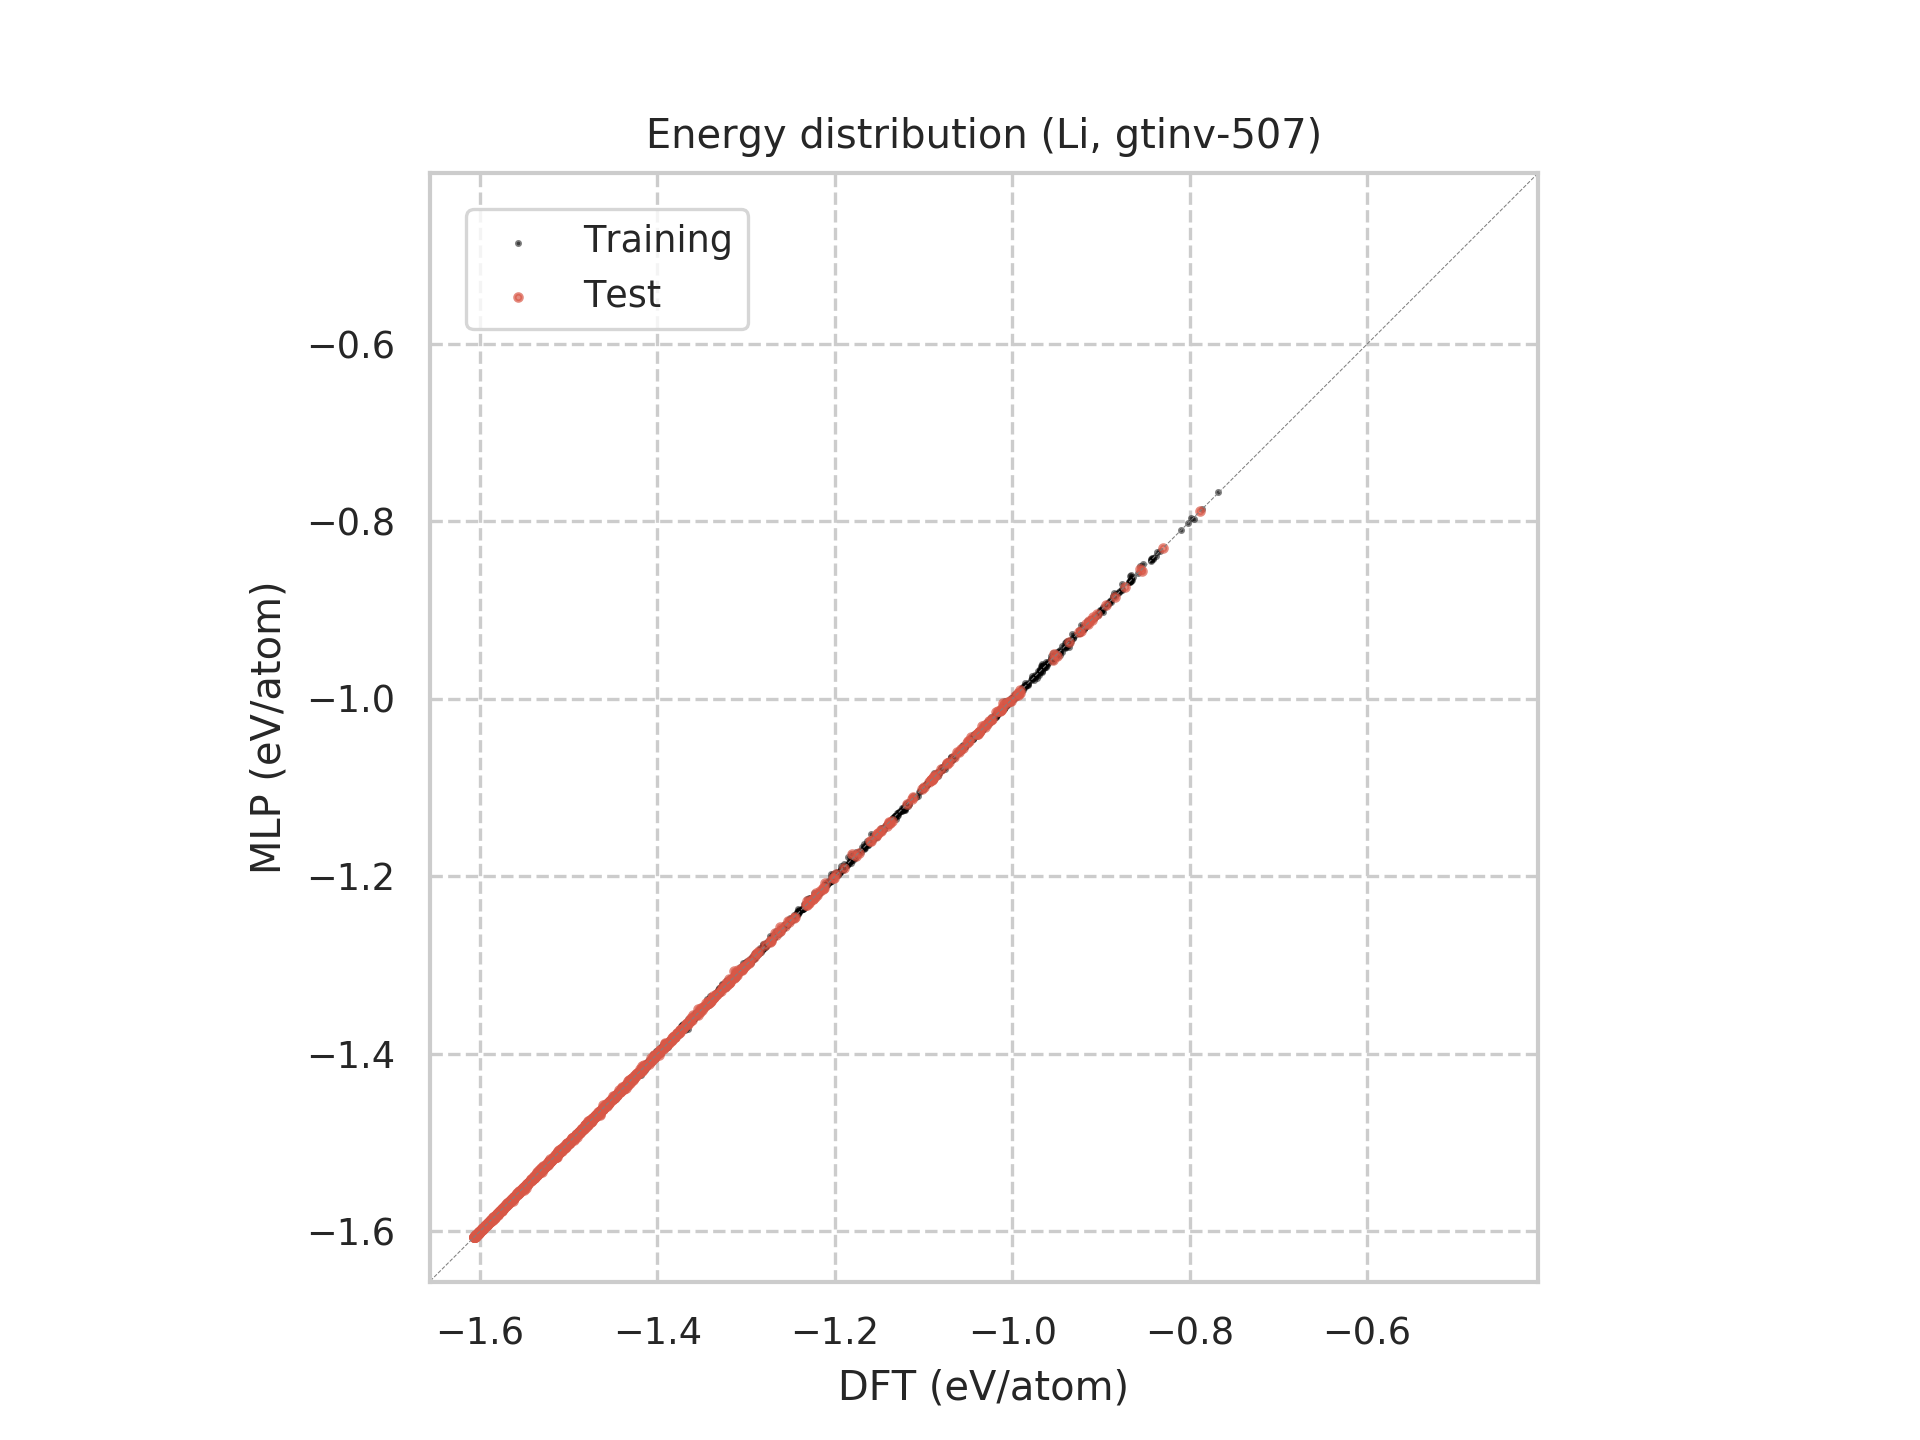 Energy distribution (Li, gtinv-507)
Training
Test
−0.6
−0.8
−1.0
−1.2
−1.4
−1.6
MLP (eV/atom)
−1.6 −1.4 −1.2 −1.0 −0.8 −0.6
DFT (eV/atom)